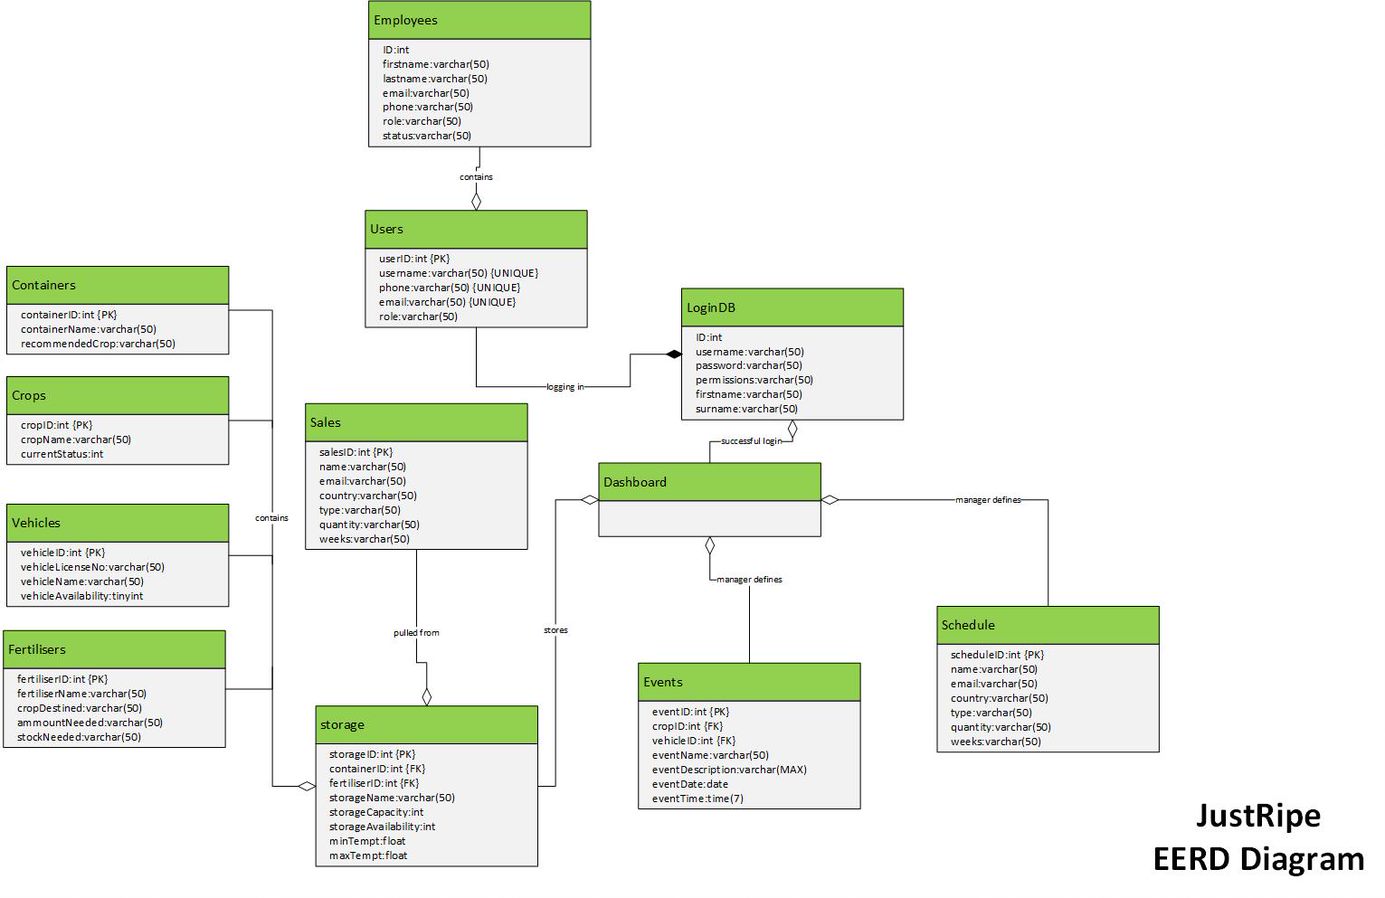 Employees
ID:int
firstname:varchar(50)
lastname:varchar(50)
email:varchar(50)
phone:varchar(50)
role:varchar(50)
status:varchar(50)
contains
Users
userID:int {PK}
username:varchar(50) {UNIQUE}
phone:varchar(50) {UNIQUE}
email:varchar(50) {UNIQUE}
role:varchar(50)
logging in
LoginDB
ID:int
username:varchar(50)
password:varchar(50)
permissions:varchar(50)
firstname:varchar(50)
surname:varchar(50)
successful login
Containers
containerID:int {PK}
containerName:varchar(50)
recommendedCrop:varchar(50)
Crops
cropID:int {PK}
cropName:varchar(50)
currentStatus:int
Vehicles
vehicleID:int {PK}
vehicleLicenseNo:varchar(50)
vehicleName:varchar(50)
vehicleAvailability:tinyint
Fertilisers
fertiliserID:int {PK}
fertiliserName:varchar(50)
cropDestined:varchar(50)
ammountNeeded:varchar(50)
stockNeeded:varchar(50)
contains
Sales
salesID:int {PK}
name:varchar(50)
email:varchar(50)
country:varchar(50)
type:varchar(50)
quantity:varchar(50)
weeks:varchar(50)
pulled from
storage
storageID:int {PK}
containerID:int {FK}
fertiliserID:int {FK}
storageName:varchar(50)
storageCapacity:int
storageAvailability:int
minTempt:float
maxTempt:float
stores
Dashboard
manager defines
manager defines
Events
eventID:int {PK}
cropID:int {FK}
vehicleID:int {FK}
eventName:varchar(50)
eventDescription:varchar(MAX)
eventDate:date
eventTime:time(7)
Schedule
scheduleID:int {PK}
name:varchar(50)
email:varchar(50)
country:varchar(50)
type:varchar(50)
quantity:varchar(50)
weeks:varchar(50)
JustRipe
EERD Diagram